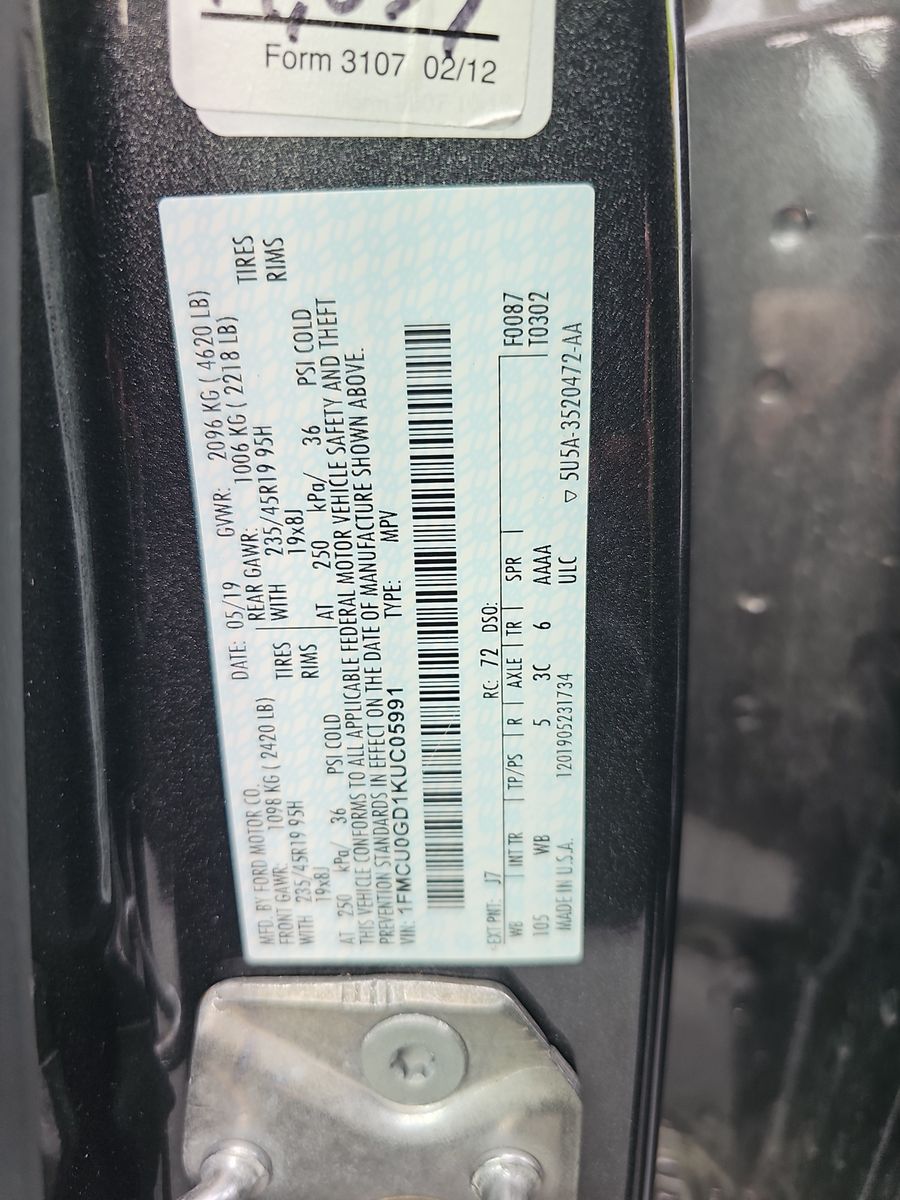 Form 3107 02/12
MFD. BY FORD MOTOR CO. DATE: 05/19 GVWR: 2096 KG ( 4620 LB)
FRONT GAWR: 1098 KG ( 2420 LB) REAR GAWR: 1006 KG ( 2218 LB)
WITH 235/45R19 95H TIRES WITH 235/45R19 95H TIRES
19x8J RIMS 19x8J RIMS
AT 250 kPa/ 36 PSI COLD AT 250 kPa/ 36 PSI COLD
THIS VEHICLE CONFORMS TO ALL APPLICABLE FEDERAL MOTOR VEHICLE SAFETY AND THEFT
PREVENTION STANDARDS IN EFFECT ON THE DATE OF MANUFACTURE SHOWN ABOVE.
VIN: 1FMCU0GD1KUC05991 TYPE: MPV
EXT PNT: J7 RC: 72 DSO: F0087
WB INT TR TP/PS R AXLE TR SPR T0302
105 WB 5 3C 6 AAAA
MADE IN U.S.A. 1201905231734 ULC ▽ 5U5A-3520472-AA